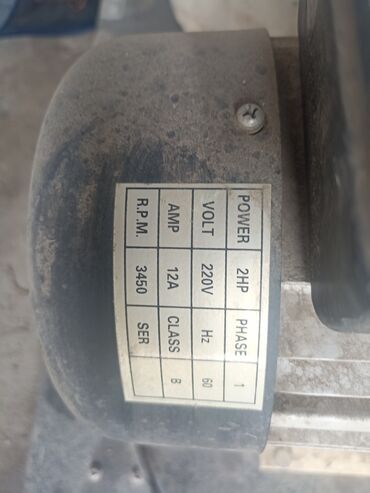 POWER 2HP PHASE 1
VOLT 220V Hz 60
AMP 12A CLASS B
R.P.M. 3450 SER